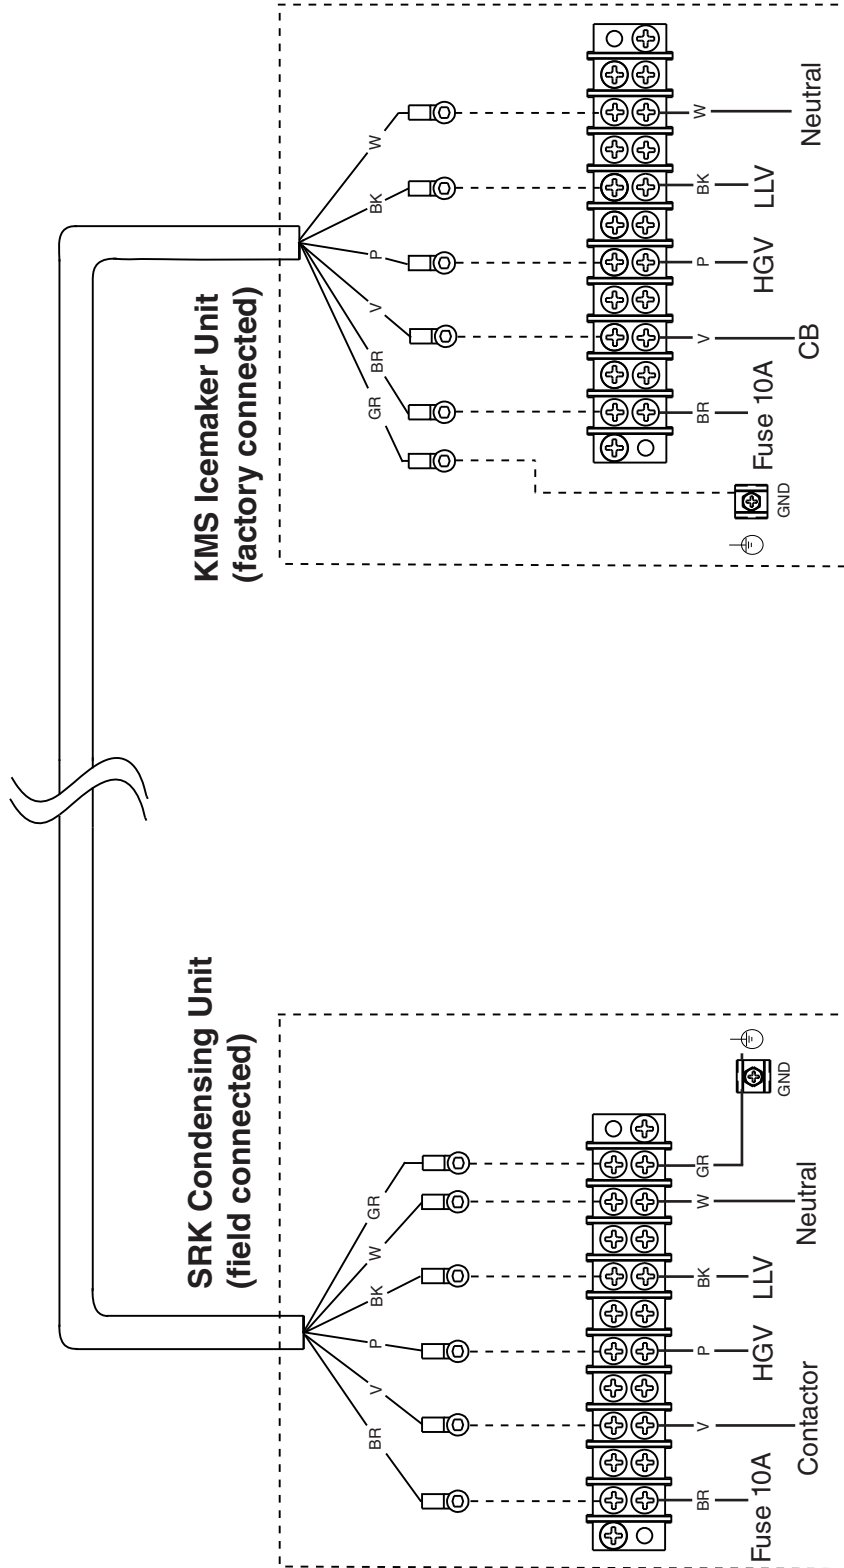 SRK Condensing Unit
(field connected)
BR
V
P
BK
W
GR
BR
V
P
BK
W
GR
Fuse 10A
Contactor
HGV
LLV
Neutral
GND
KMS Icemaker Unit
(factory connected)
GR
BR
V
P
BK
W
BR
V
P
BK
W
GND
Fuse 10A
CB
HGV
LLV
Neutral